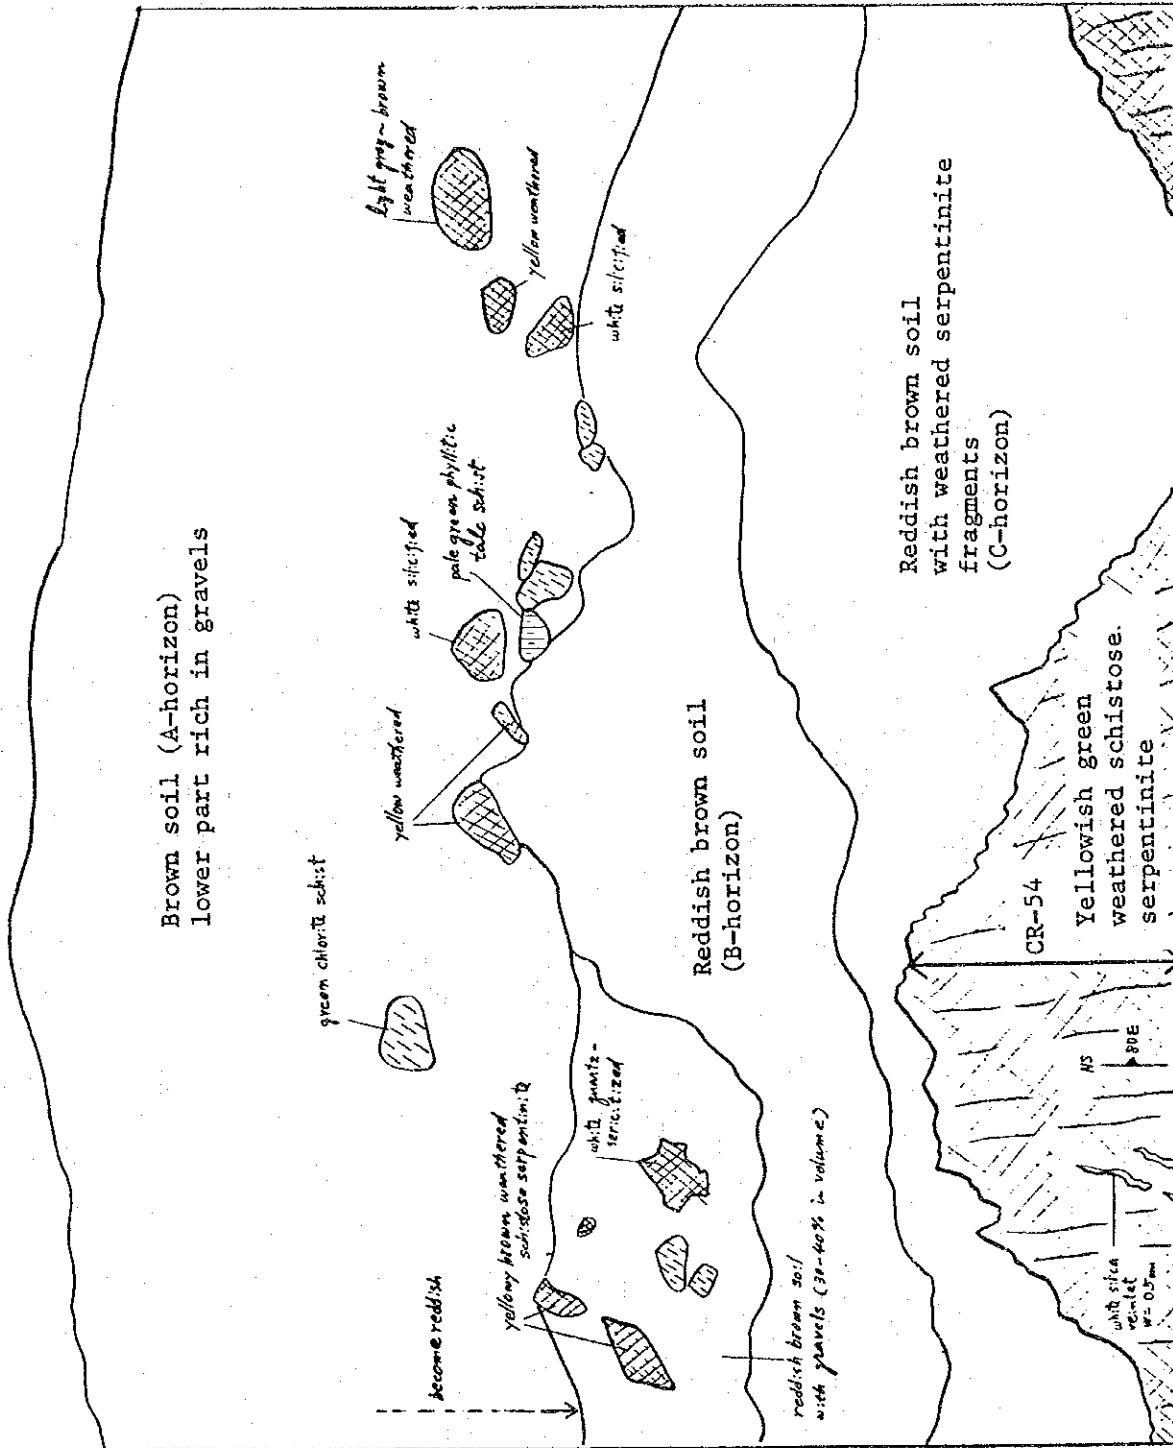 Brown soil (A-horizon)
lower part rich in gravels
green chlorite schist
yellow weathered
white silicified
pale green phyllitic
talc schist
light gray~brown
weathered
yellow weathered
white silicified
become reddish
yellowy brown weathered
schistose serpentinite
white quartz-
sericitized
reddish brown soil
with gravels (30-40% in volume)
Reddish brown soil
(B-horizon)
Reddish brown soil
with weathered serpentinite
fragments
(C-horizon)
white silica
veinlet
w=0.5mm
NS
80E
CR-54
Yellowish green
weathered schistose.
serpentinite